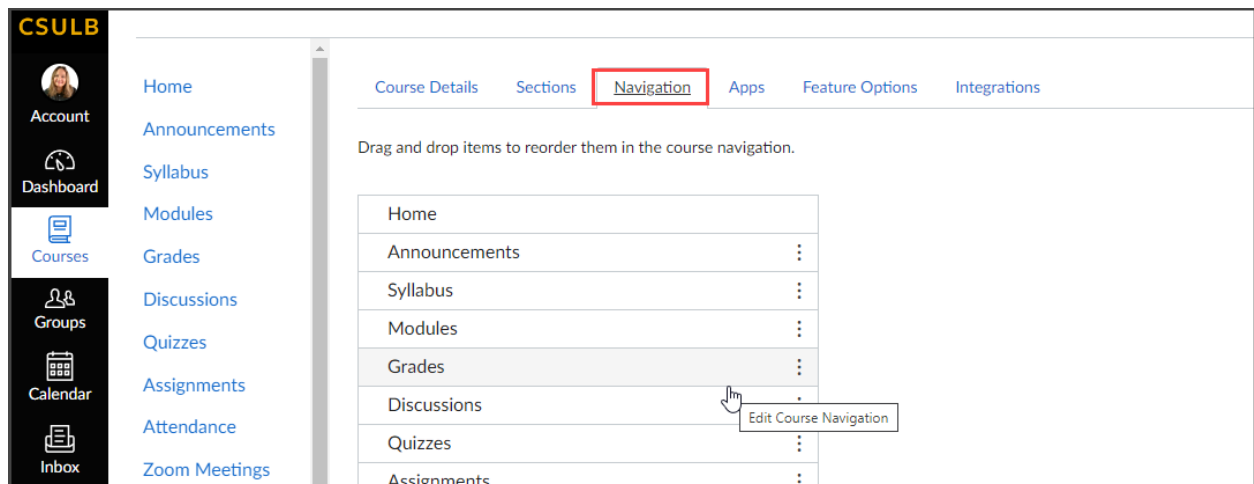 CSULB
Account
Dashboard
Courses
Groups
Calendar
Inbox
Home
Announcements
Syllabus
Modules
Grades
Discussions
Quizzes
Assignments
Attendance
Zoom Meetings
Course Details Sections Navigation Apps Feature Options Integrations
Drag and drop items to reorder them in the course navigation.
Home
Announcements
Syllabus
Modules
Grades
Discussions
Edit Course Navigation
Quizzes
Assignments